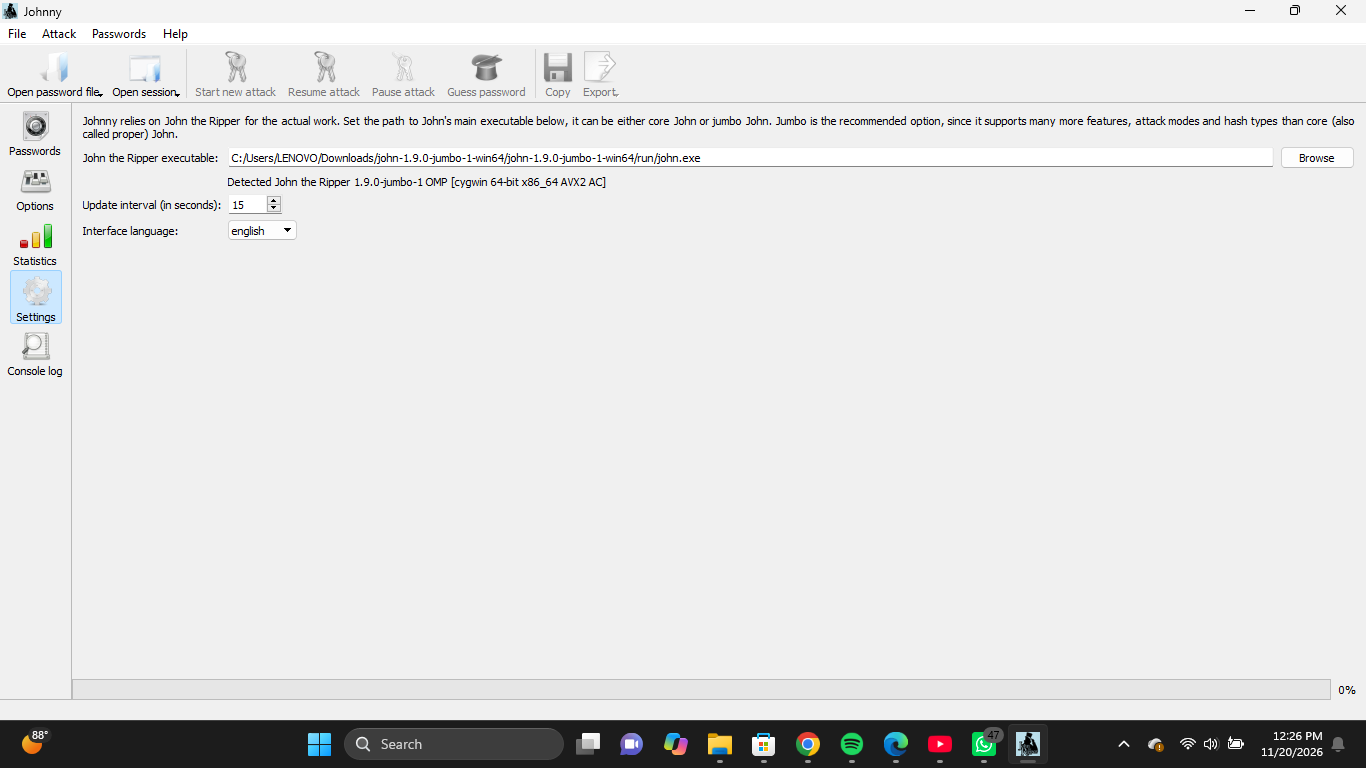 Johnny
File Attack Passwords Help
Open password file Open session Start new attack Resume attack Pause attack Guess password Copy Export
Passwords
Options
Statistics
Settings
Console log
Johnny relies on John the Ripper for the actual work. Set the path to John's main executable below, it can be either core John or jumbo John. Jumbo is the recommended option, since it supports many more features, attack modes and hash types than core (also
called proper) John.
John the Ripper executable: C:/Users/LENOVO/Downloads/john-1.9.0-jumbo-1-win64/john-1.9.0-jumbo-1-win64/run/john.exe Browse
Detected John the Ripper 1.9.0-jumbo-1 OMP [cygwin 64-bit x86_64 AVX2 AC]
Update interval (in seconds): 15
Interface language: english
0%
88°
Search
47
12:26 PM
11/20/2026